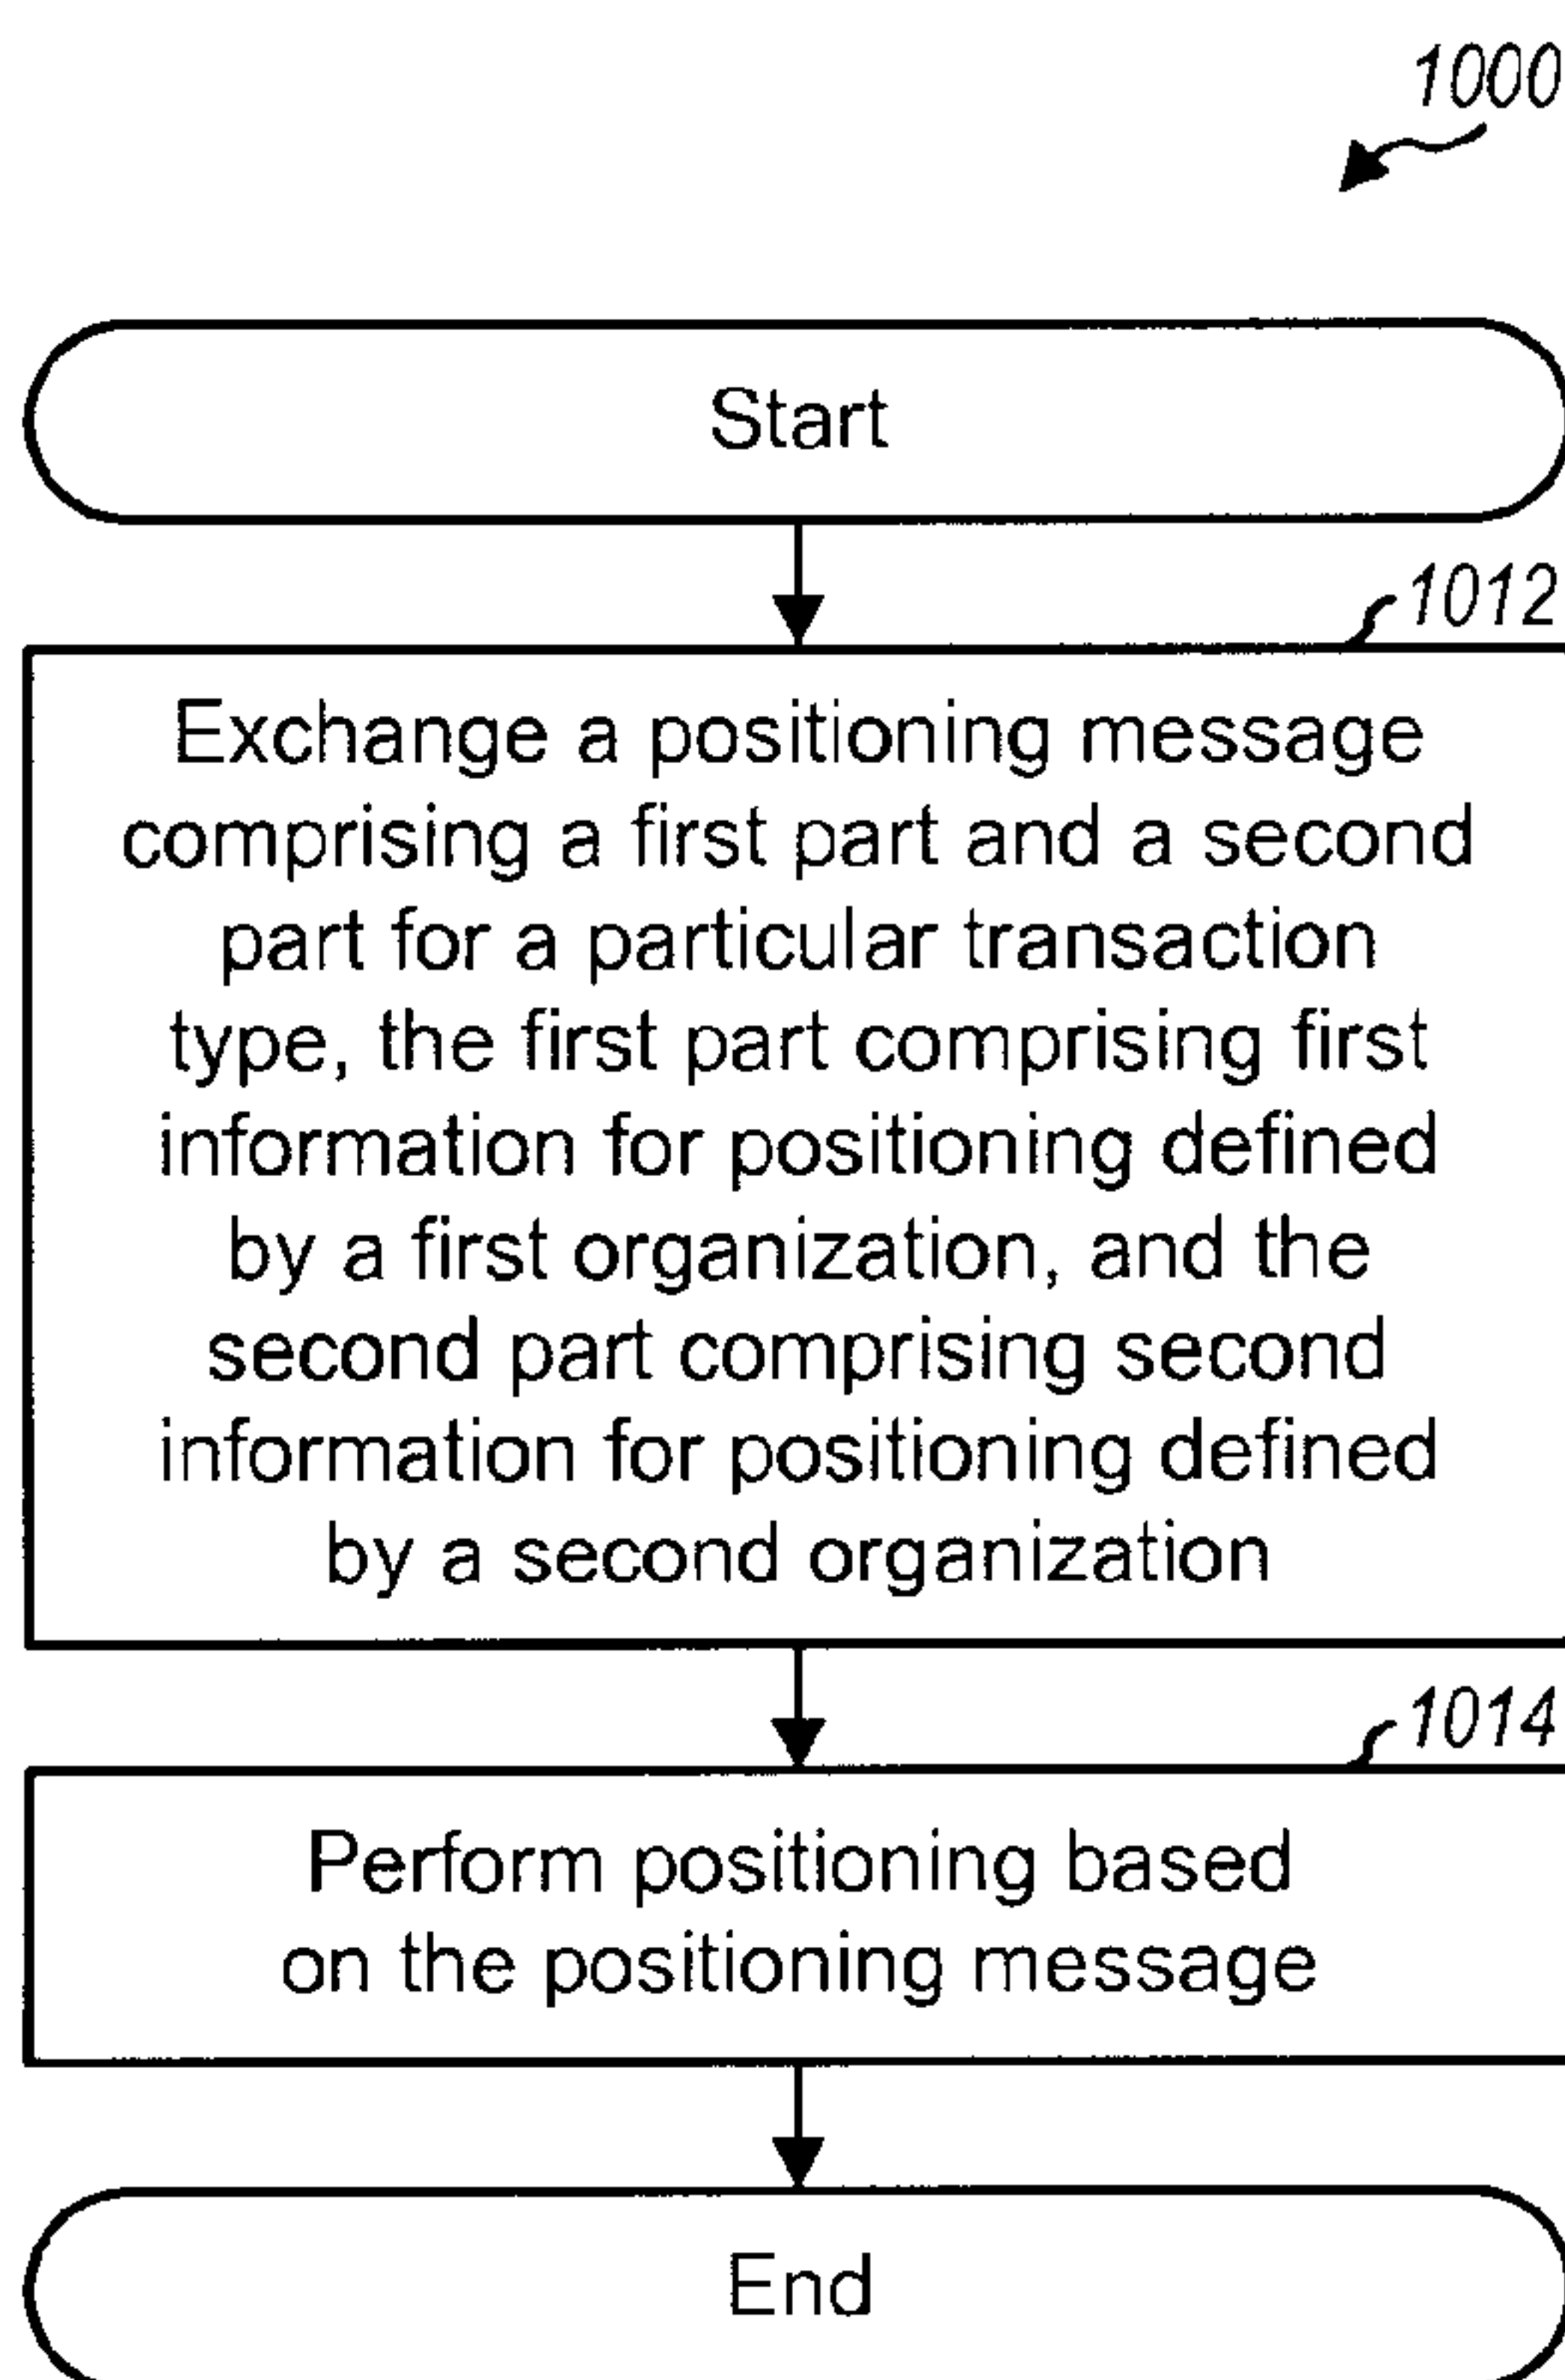 1000
Start
1012
Exchange a positioning message
comprising a first part and a second
part for a particular transaction
type, the first part comprising first
information for positioning defined
by a first organization, and the
second part comprising second
information for positioning defined
by a second organization
1014
Perform positioning based
on the positioning message
End